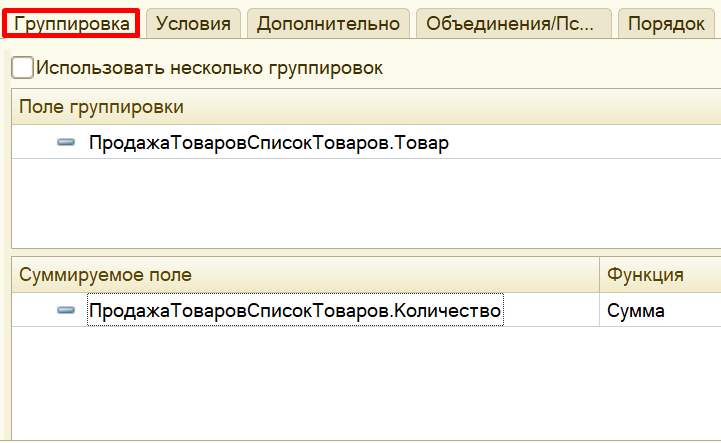 Группировка Условия Дополнительно Объединения/Пс... Порядок
Использовать несколько группировок
Поле группировки
ПродажаТоваровСписокТоваров.Товар
Суммируемое поле Функция
ПродажаТоваровСписокТоваров.Количество Сумма